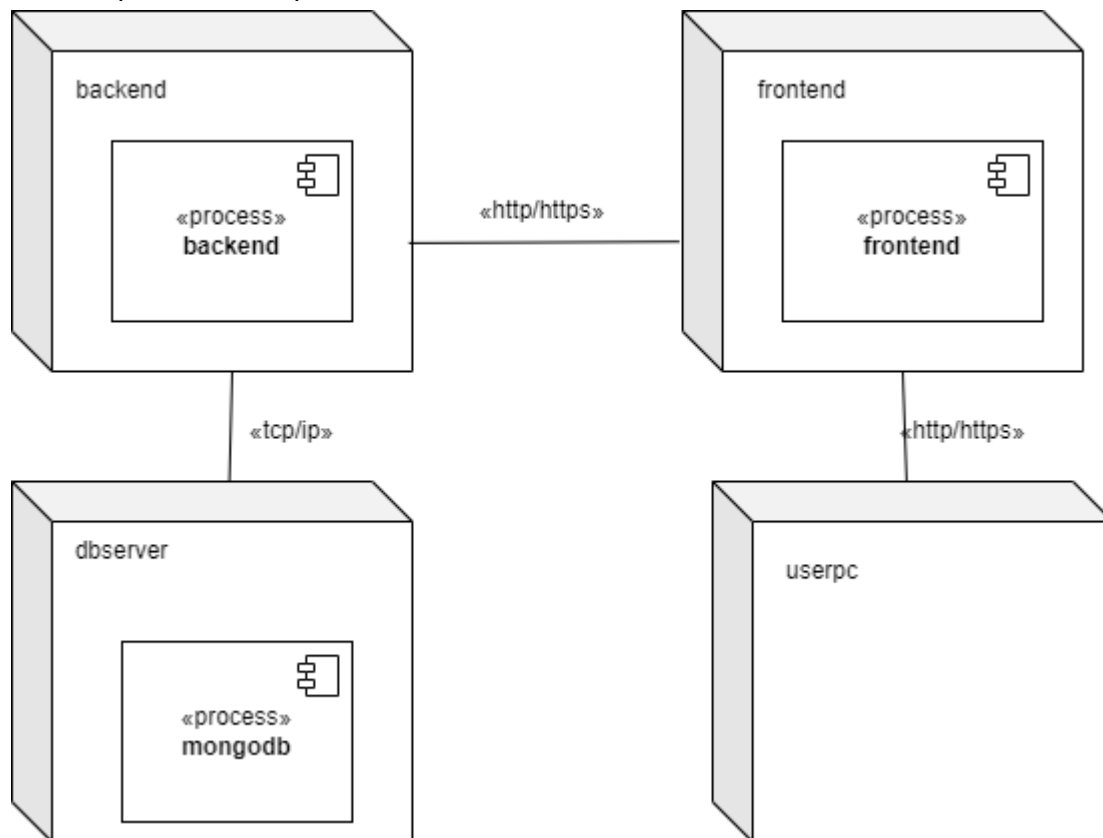 backend
«process»
backend
«http/https»
frontend
«process»
frontend
«tcp/ip»
«http/https»
dbserver
«process»
mongodb
userpc